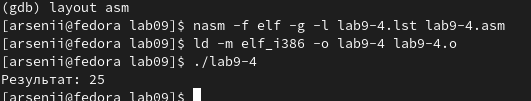 (gdb) layout asm
[arsenii@fedora lab09]$ nasm -f elf -g -l lab9-4.lst lab9-4.asm
[arsenii@fedora lab09]$ ld -m elf_i386 -o lab9-4 lab9-4.o
[arsenii@fedora lab09]$ ./lab9-4
Результат: 25
[arsenii@fedora lab09]$